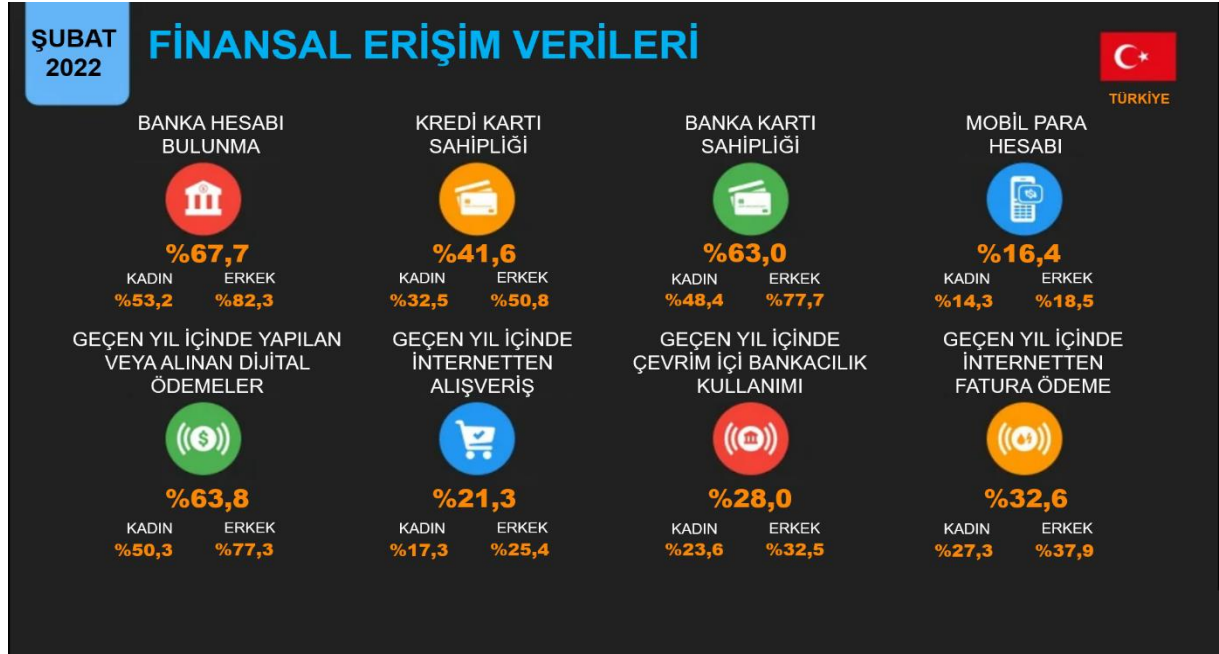 ŞUBAT
2022
FİNANSAL ERİŞİM VERİLERİ
TÜRKİYE
BANKA HESABI
BULUNMA
%67,7
KADIN ERKEK
%53,2 %82,3
KREDİ KARTI
SAHİPLİĞİ
%41,6
KADIN ERKEK
%32,5 %50,8
BANKA KARTI
SAHİPLİĞİ
%63,0
KADIN ERKEK
%48,4 %77,7
MOBİL PARA
HESABI
%16,4
KADIN ERKEK
%14,3 %18,5
GEÇEN YIL İÇİNDE YAPILAN
VEYA ALINAN DİJİTAL
ÖDEMELER
%63,8
KADIN ERKEK
%50,3 %77,3
GEÇEN YIL İÇİNDE
İNTERNETTEN
ALIŞVERİŞ
%21,3
KADIN ERKEK
%17,3 %25,4
GEÇEN YIL İÇİNDE
ÇEVRİM İÇİ BANKACILIK
KULLANIMI
%28,0
KADIN ERKEK
%23,6 %32,5
GEÇEN YIL İÇİNDE
İNTERNETTEN
FATURA ÖDEME
%32,6
KADIN ERKEK
%27,3 %37,9